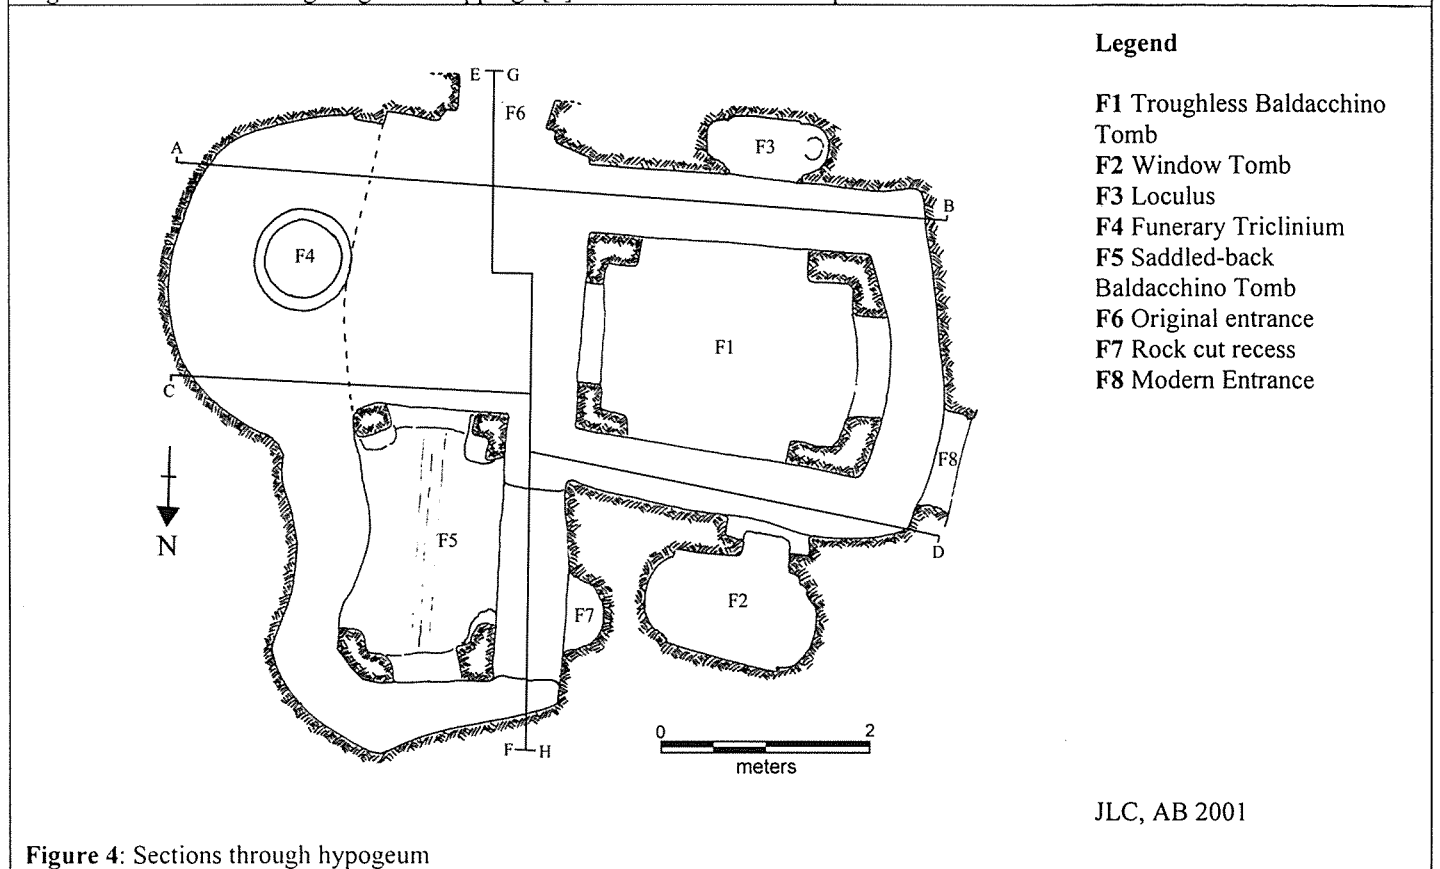 Legend
F1 Troughless Baldacchino
Tomb
F2 Window Tomb
F3 Loculus
F4 Funerary Triclinium
F5 Saddled-back
Baldacchino Tomb
F6 Original entrance
F7 Rock cut recess
F8 Modern Entrance
E G
F6
A
F3
B
F4
F1
C
F8
N
F5
D
F2
F7
0 2
F H
meters
JLC, AB 2001
Figure 4: Sections through hypogeum